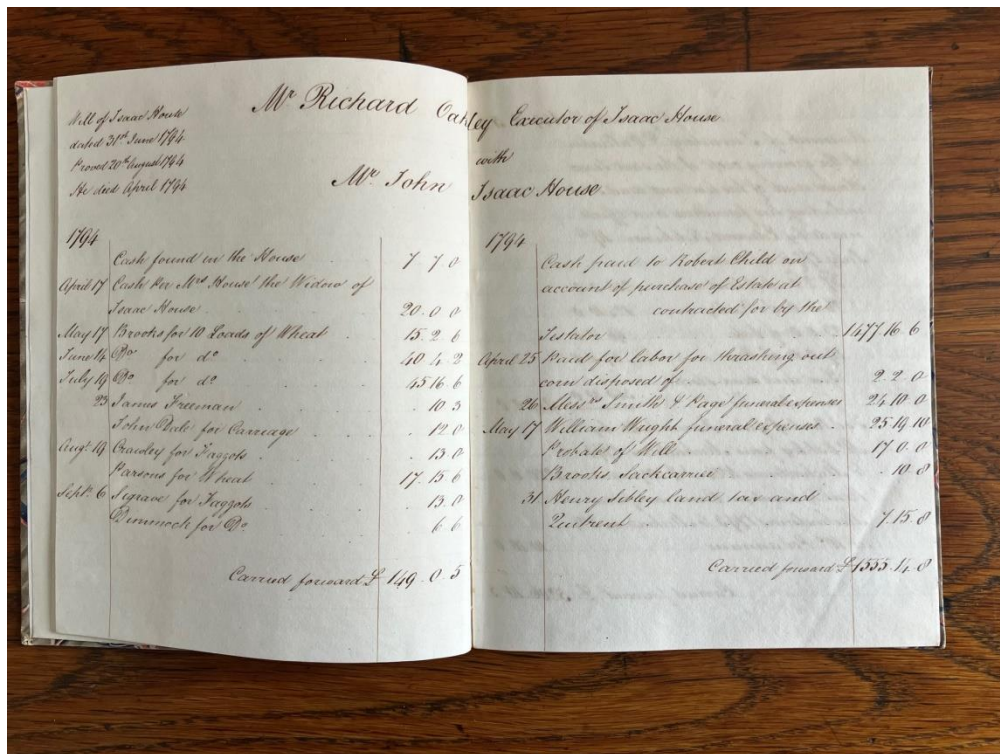 Mr Richard Oakley Executor of Isaac House
with
Mr John Isaac House
Will of Isaac House
dated 31st June 1794
Proved 20th August 1794
He died April 1794
1794
Cash found in the House 7. 7. 0
April 17 Cash Per Mrs House the Widow of
Isaac House 20. 0. 0
May 17 Brooks for 10 Loads of Wheat 15. 2. 6
June 14 Do for do 40. 4. 2
July 19 Do for do 45. 16. 6
23 James Freeman 10. 3
John for Carriage 12. 0
Augt. 19 Crawley for Faggots 13. 0
Parsons for Wheat 17. 15. 6
Septr. 6 Segrave for Faggots 13. 0
Dimmock for Do. 6. 6
Carried forward £ 149. 0. 5
1794
Cash paid to Robert Child on
account of purchase of Estate at
contracted for by the
Testator 1477. 16. 6
April 25 Paid for labor for thrashing out
corn disposed of 2. 2. 0
26 Messrs Smith & Page funeral expenses 24. 10. 0
May 17 William Wright funeral expenses 25. 19. 10
Probate of Will 17. 0. 0
Brooks Sackcarrier 10. 8
31 Henry Sibley land tax and
Quitrent 7. 15. 8
Carried forward £ 1555. 14. 8